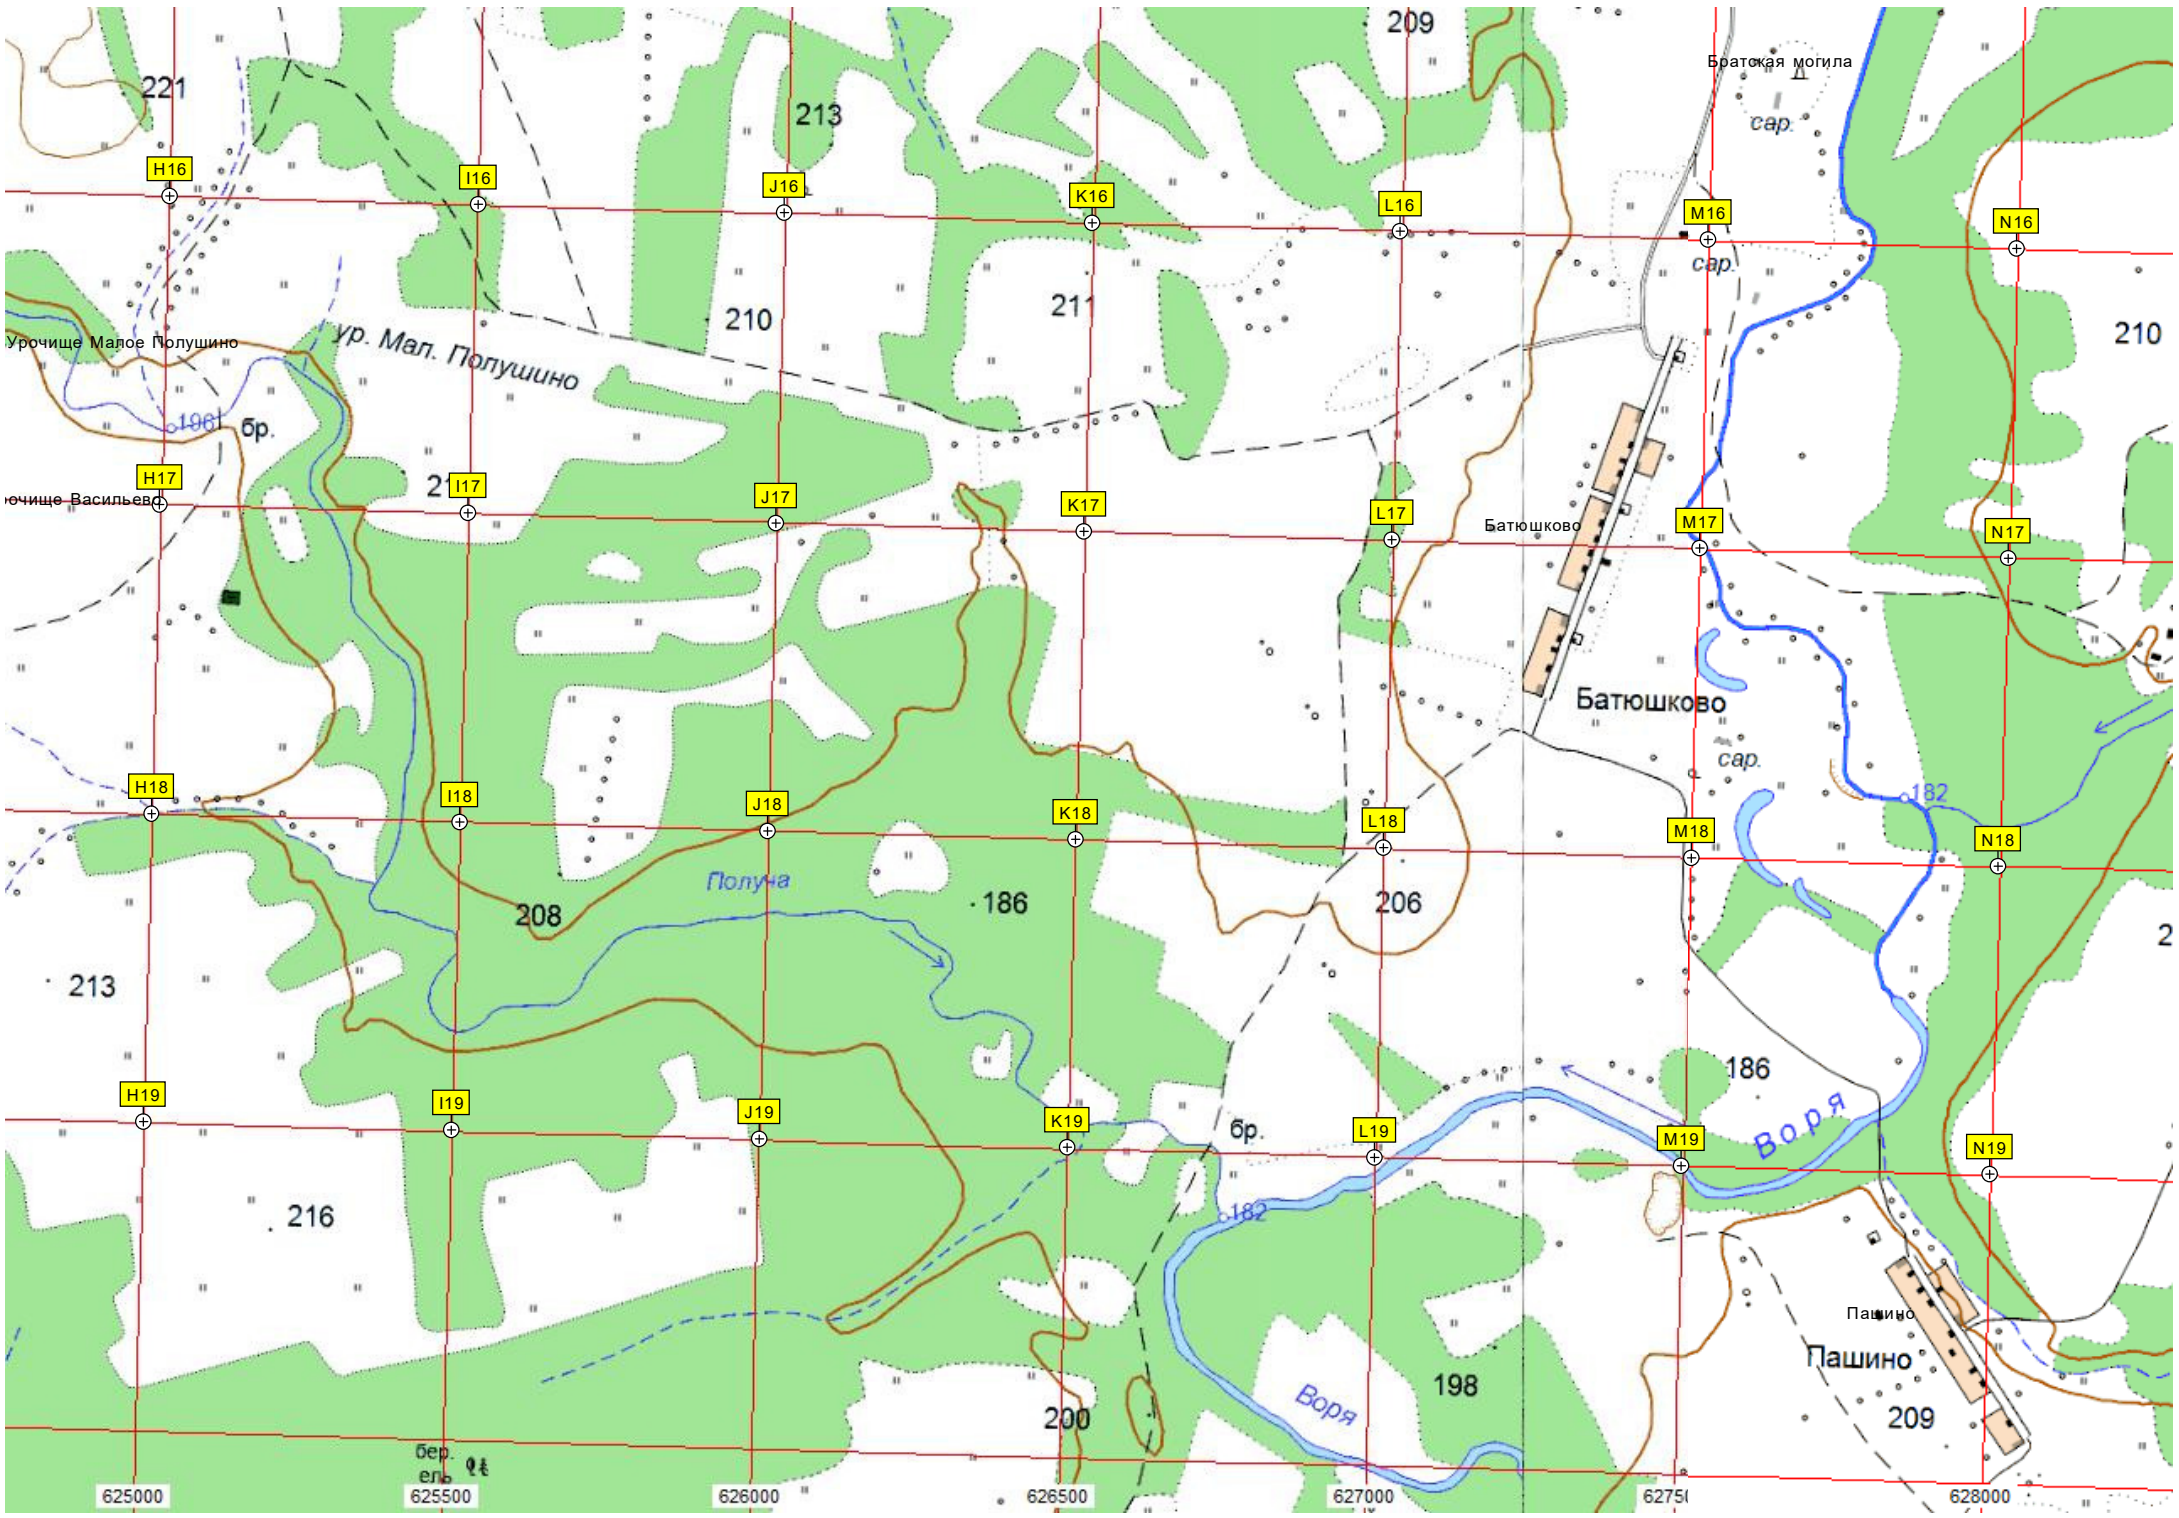 209
Братская могила
221
213
сар.
H16
I16
J16
K16
L16
M16
N16
сар.
210
211
210
Урочище Малое Полушино
ур. Мал. Полушино
196
бр.
H17
I17
J17
K17
L17
M17
N17
рочище Васильево
Батюшково
Батюшково
сар.
H18
I18
J18
K18
L18
M18
N18
182
Получа
208
186
206
213
186
H19
I19
J19
K19
L19
M19
N19
бр.
Воря
216
182
Пашино
Пашино
198
Воря
200
209
бер.
ель
625000
625500
626000
626500
627000
62750
628000